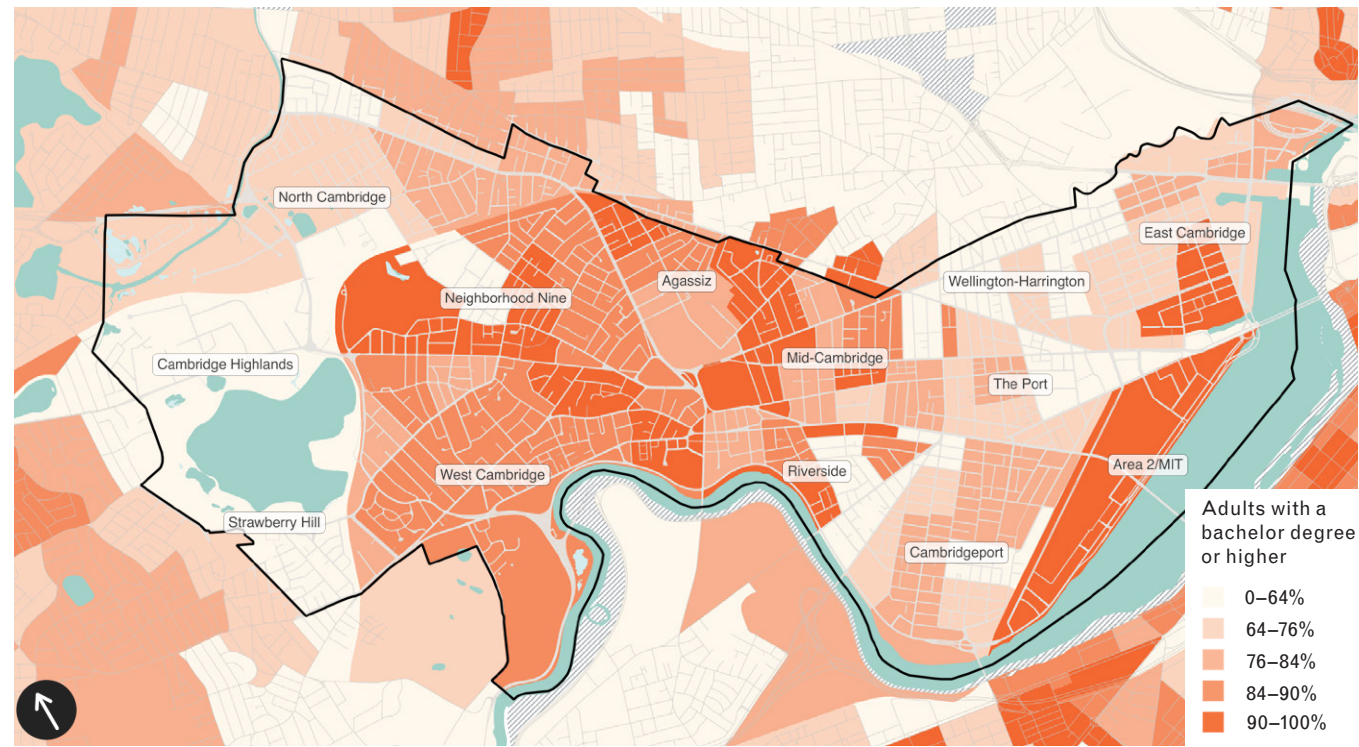 North Cambridge
East Cambridge
Agassiz
Wellington-Harrington
Neighborhood Nine
Mid-Cambridge
Cambridge Highlands
The Port
Area 2/MIT
Riverside
West Cambridge
Strawberry Hill
Cambridgeport
Adults with a
bachelor degree
or higher
0–64%
64–76%
76–84%
84–90%
90–100%